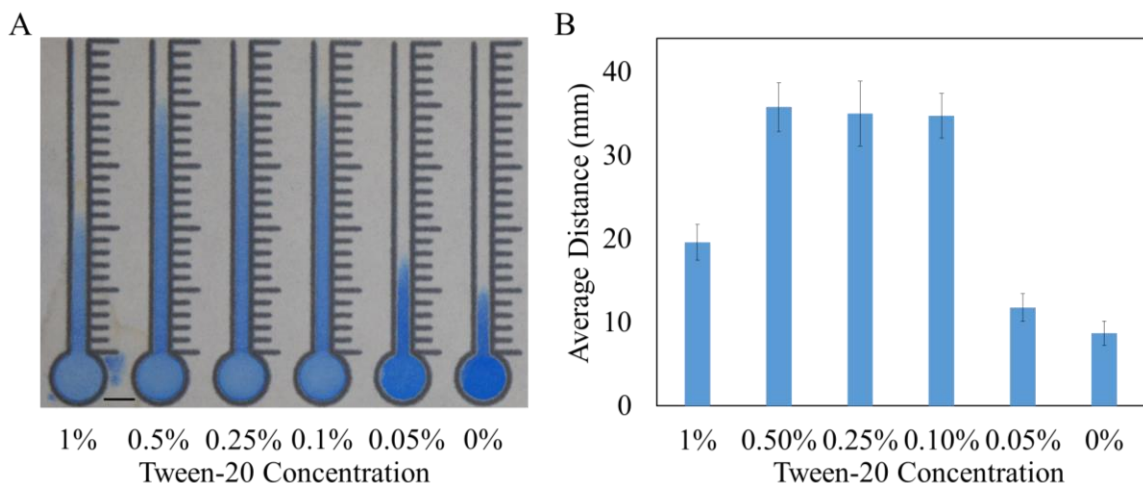 A
1% 0.5% 0.25% 0.1% 0.05% 0%
Tween-20 Concentration
B
Average Distance (mm)
40
30
20
10
0
1% 0.50% 0.25% 0.10% 0.05% 0%
Tween-20 Concentration